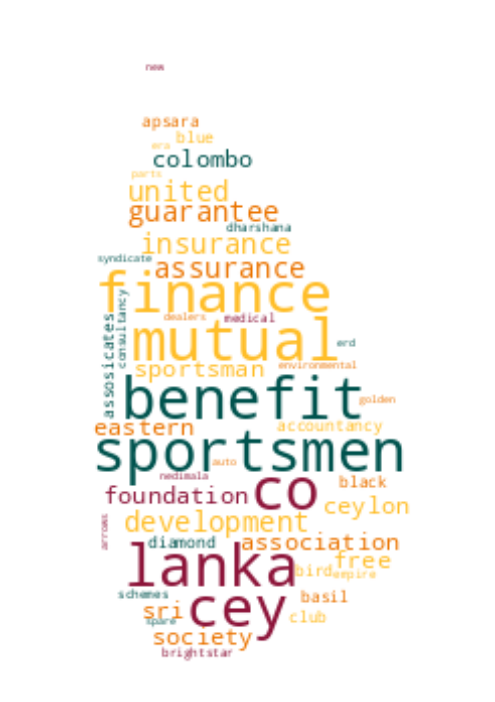 new
apsara
blue
era
colombo
parts
united
guarantee
dharshana
insurance
syndicate
assurance
finance
consultancy
dealers
medical
assosicates
mutual
erd
sportsman
environmental
benefit
golden
eastern
accountancy
sportsmen
auto
nedimala
co
black
foundation
ceylon
arrows
development
diamond
association
lanka
free
bird
empire
schemes
cey
basil
sri
club
spare
society
brightstar